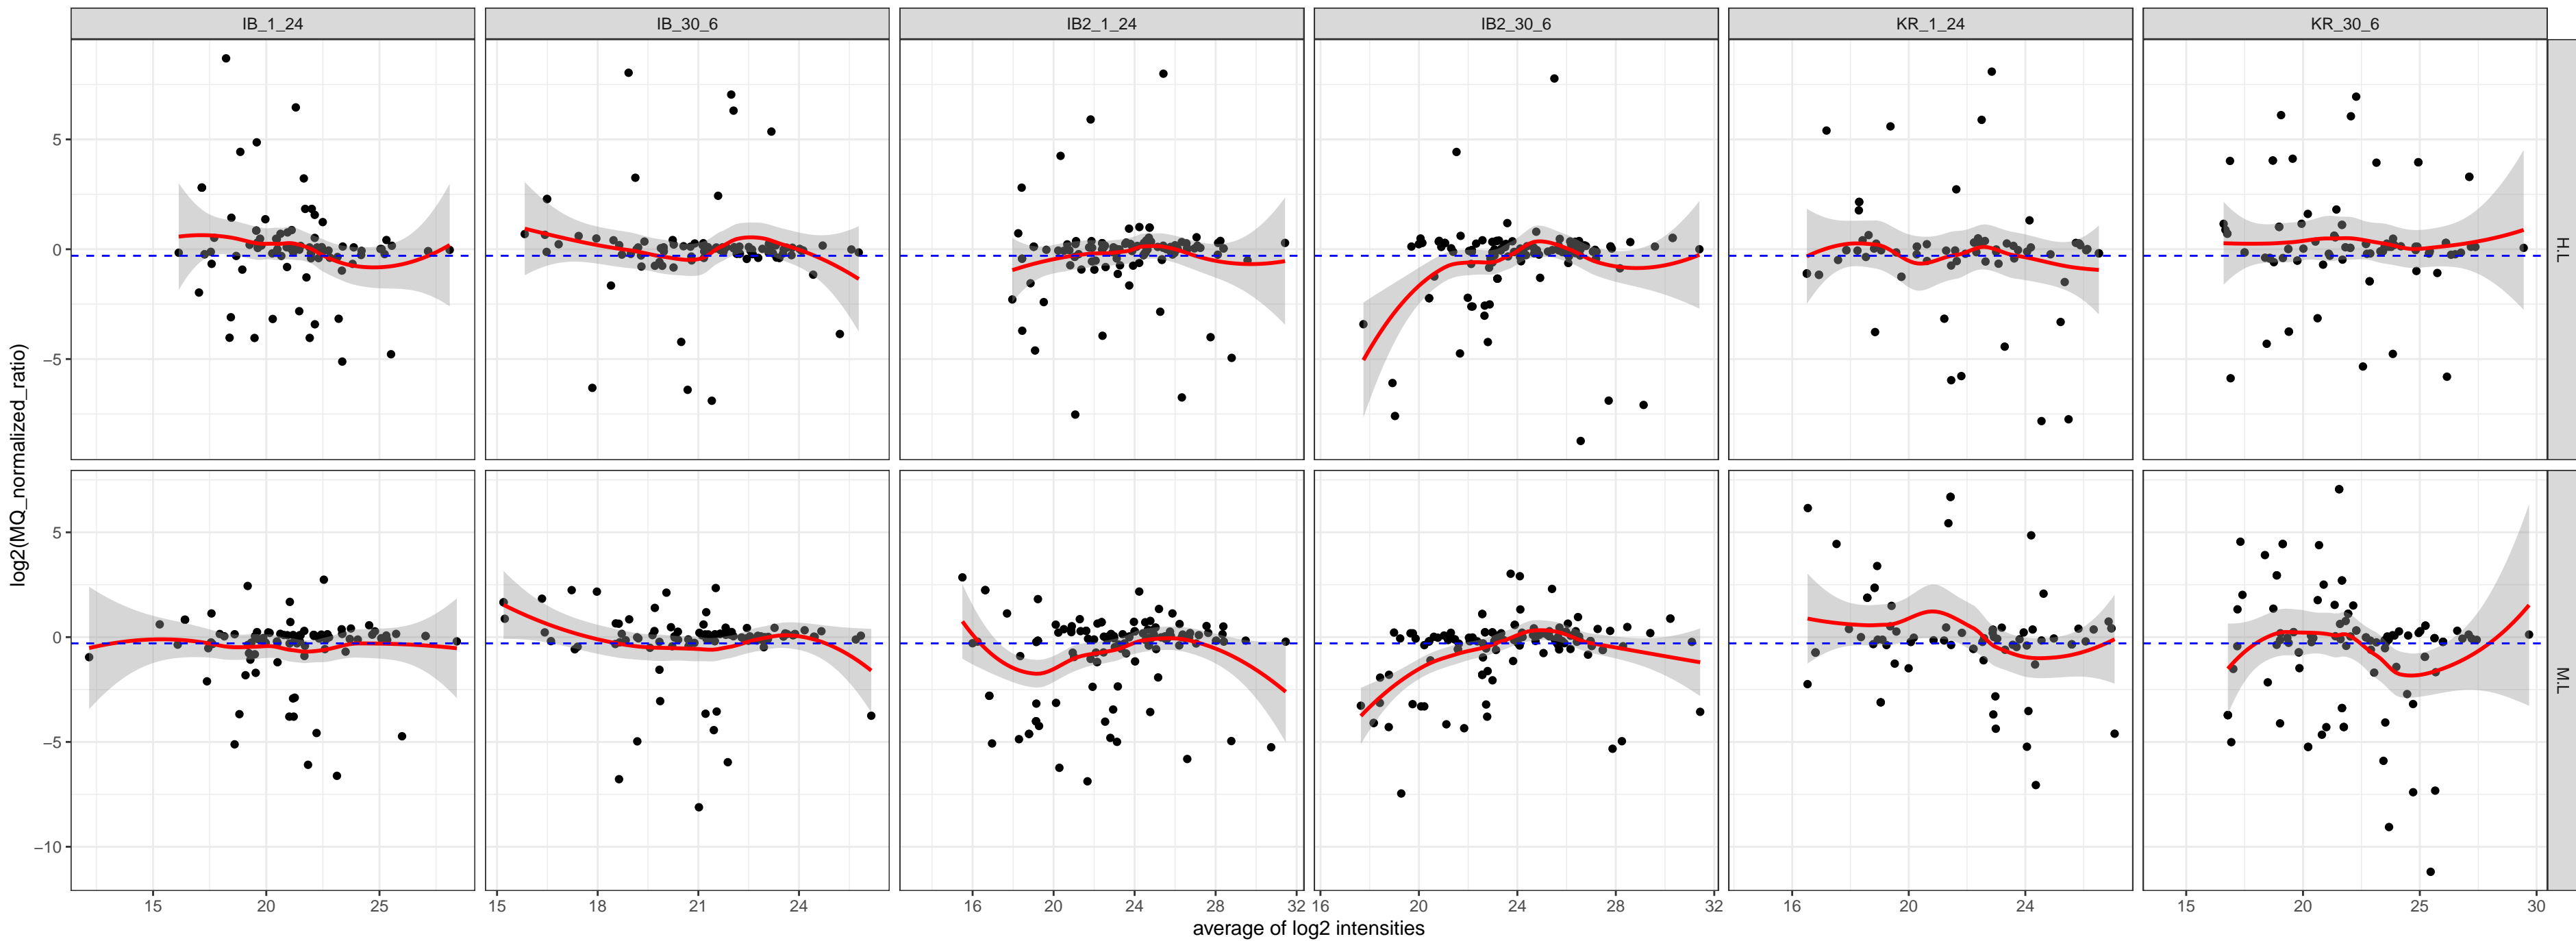 IB_1_24 IB_30_6 IB2_1_24 IB2_30_6 KR_1_24 KR_30_6
log2(MQ_normalized_ratio)
5
0
−5
H.L
5
0
−5
−10
M.L
15 20 25 15 18 21 24 16 20 24 28 32 16 20 24 28 32 16 20 24 15 20 25 30
average of log2 intensities